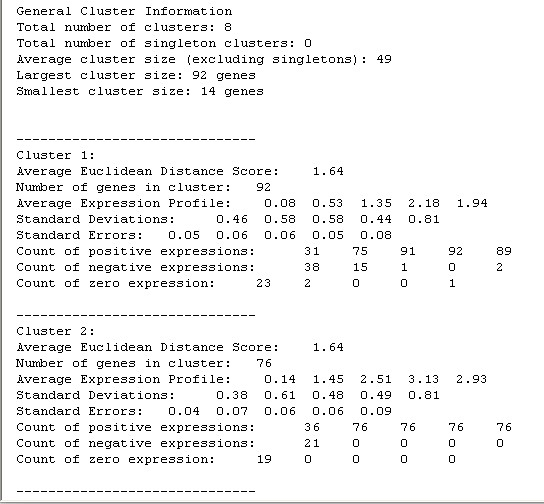 General Cluster Information
Total number of clusters: 8
Total number of singleton clusters: 0
Average cluster size (excluding singletons): 49
Largest cluster size: 92 genes
Smallest cluster size: 14 genes
------------------------------
Cluster 1:
Average Euclidean Distance Score:    1.64
Number of genes in cluster:   92
Average Expression Profile:    0.08  0.53  1.35  2.18  1.94
Standard Deviations:     0.46  0.58  0.58  0.44  0.81
Standard Errors:   0.05  0.06  0.06  0.05  0.08
Count of positive expressions:      31    75    91    92    89
Count of negative expressions:      38    15    1     0     2
Count of zero expression:     23    2     0     0     1
------------------------------
Cluster 2:
Average Euclidean Distance Score:    1.64
Number of genes in cluster:   76
Average Expression Profile:    0.14  1.45  2.51  3.13  2.93
Standard Deviations:     0.38  0.61  0.48  0.49  0.81
Standard Errors:   0.04  0.07  0.06  0.06  0.09
Count of positive expressions:      36    76    76    76    76
Count of negative expressions:      21    0     0     0     0
Count of zero expression:     19    0     0     0     0
------------------------------